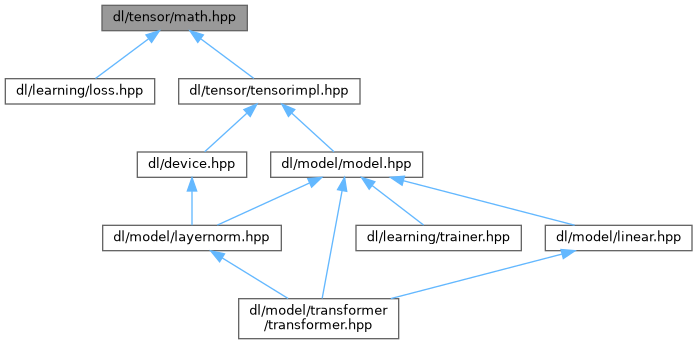 dl/tensor/math.hpp
dl/learning/loss.hpp
dl/tensor/tensorimpl.hpp
dl/device.hpp
dl/model/model.hpp
dl/model/layernorm.hpp
dl/learning/trainer.hpp
dl/model/linear.hpp
dl/model/transformer
/transformer.hpp